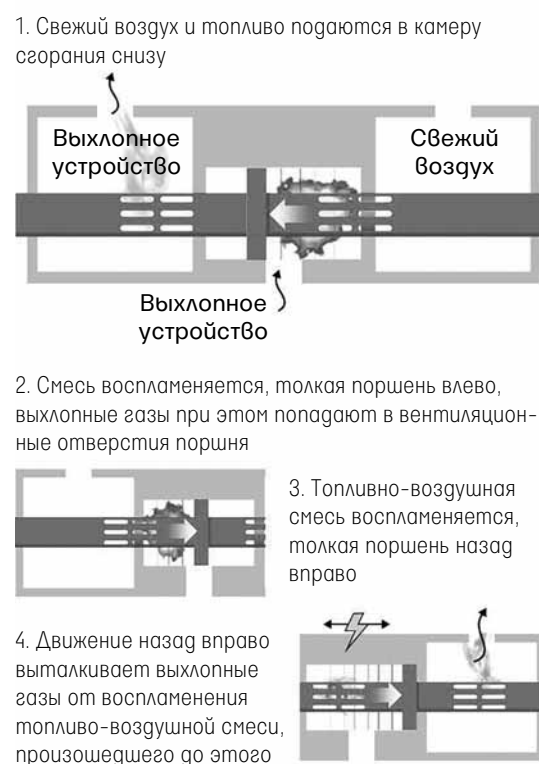 1. Свежий воздух и топливо подаются в камеру
сгорания снизу
Выхлопное
устройство
Свежий
воздух
Выхлопное
устройство
2. Смесь воспламеняется, толкая поршень влево,
выхлопные газы при этом попадают в вентиляцион-
ные отверстия поршня
3. Топливно-воздушная
смесь воспламеняется,
толкая поршень назад
вправо
4. Движение назад вправо
выталкивает выхлопные
газы от воспламенения
топливо-воздушной смеси,
произошедшего до этого